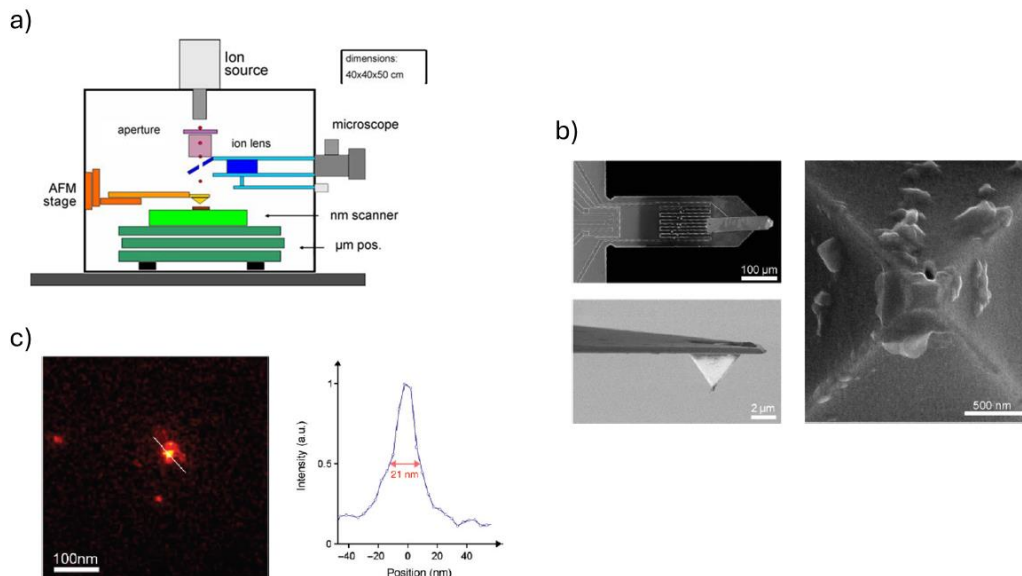 a)
Ion
source
dimensions:
40x40x50 cm
aperture
ion lens
microscope
AFM
stage
nm scanner
µm pos.
b)
100 µm
2 µm
500 nm
c)
100nm
Intensity (a.u.)
1
0.5
0
21 nm
−40
−20
0
20
40
Position (nm)